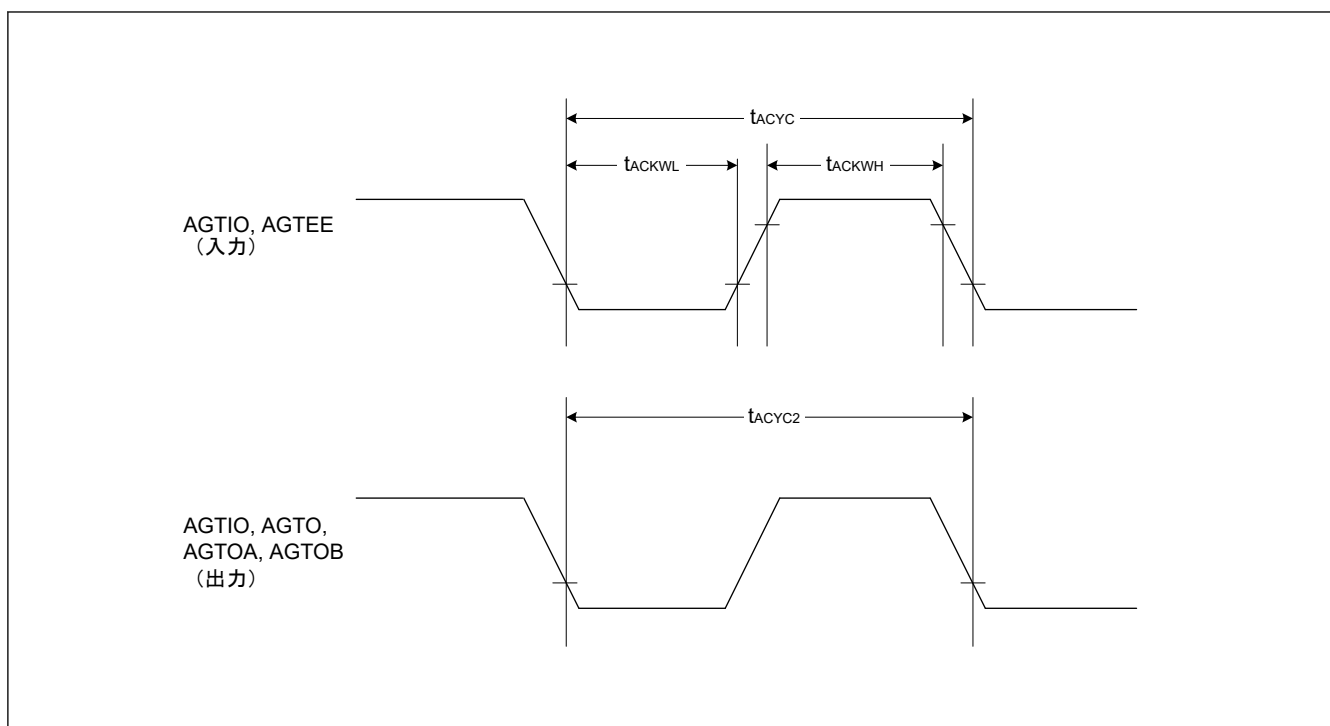 tACYC
tACKWL
tACKWH
AGTIO, AGTEE
（入力）
tACYC2
AGTIO, AGTO,
AGTOA, AGTOB
（出力）